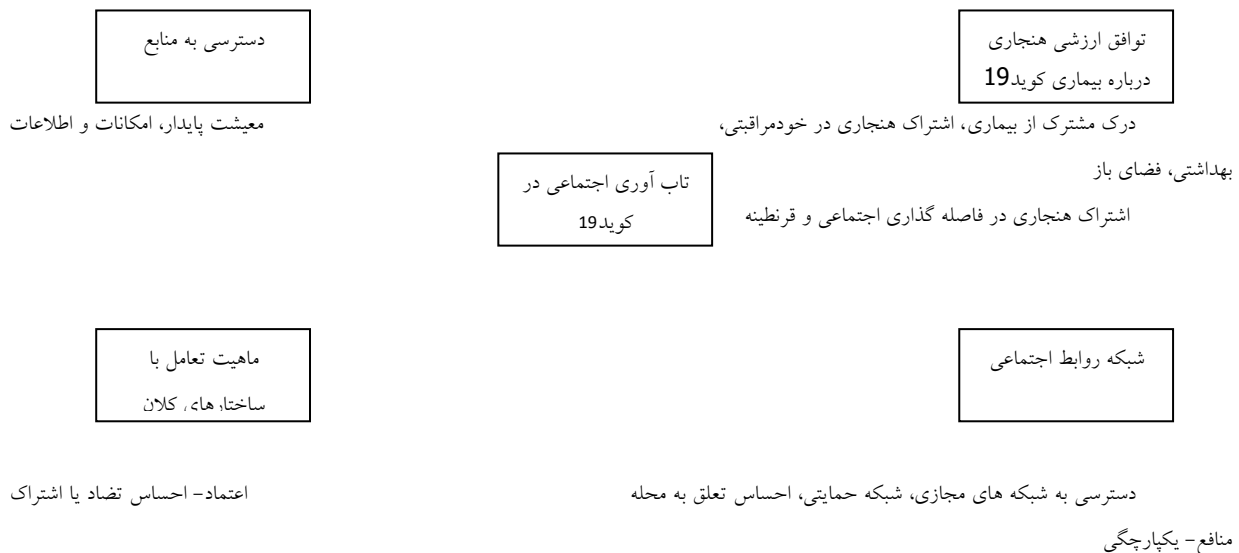 توافق ارزشی هنجاری
درباره بیماری کوید19
دسترسی به منابع
درک مشترک از بیماری، اشتراک هنجاری در خودمراقبتی، معیشت پایدار، امکانات و اطلاعات
بهداشتی، فضای باز
تاب آوری اجتماعی در
کوید19
اشتراک هنجاری در فاصله گذاری اجتماعی و قرنطینه
شبکه روابط اجتماعی
ماهیت تعامل با
ساختارهای کلان
دسترسی به شبکه های مجازی، شبکه حمایتی، احساس تعلق به محله اعتماد- احساس تضاد یا اشتراک
منافع- یکپارچگی